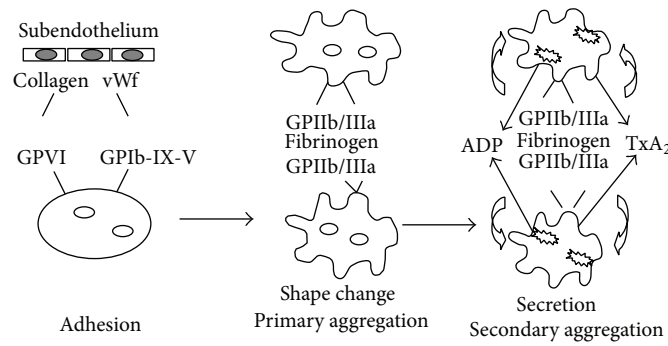 Subendothelium
Collagen vWf
GPVI
GPIb-IX-V
Adhesion
GPIIb/IIIa
Fibrinogen
GPIIb/IIIa
Shape change
Primary aggregation
GPIIb/IIIa
ADP Fibrinogen TxA₂
GPIIb/IIIa
Secretion
Secondary aggregation